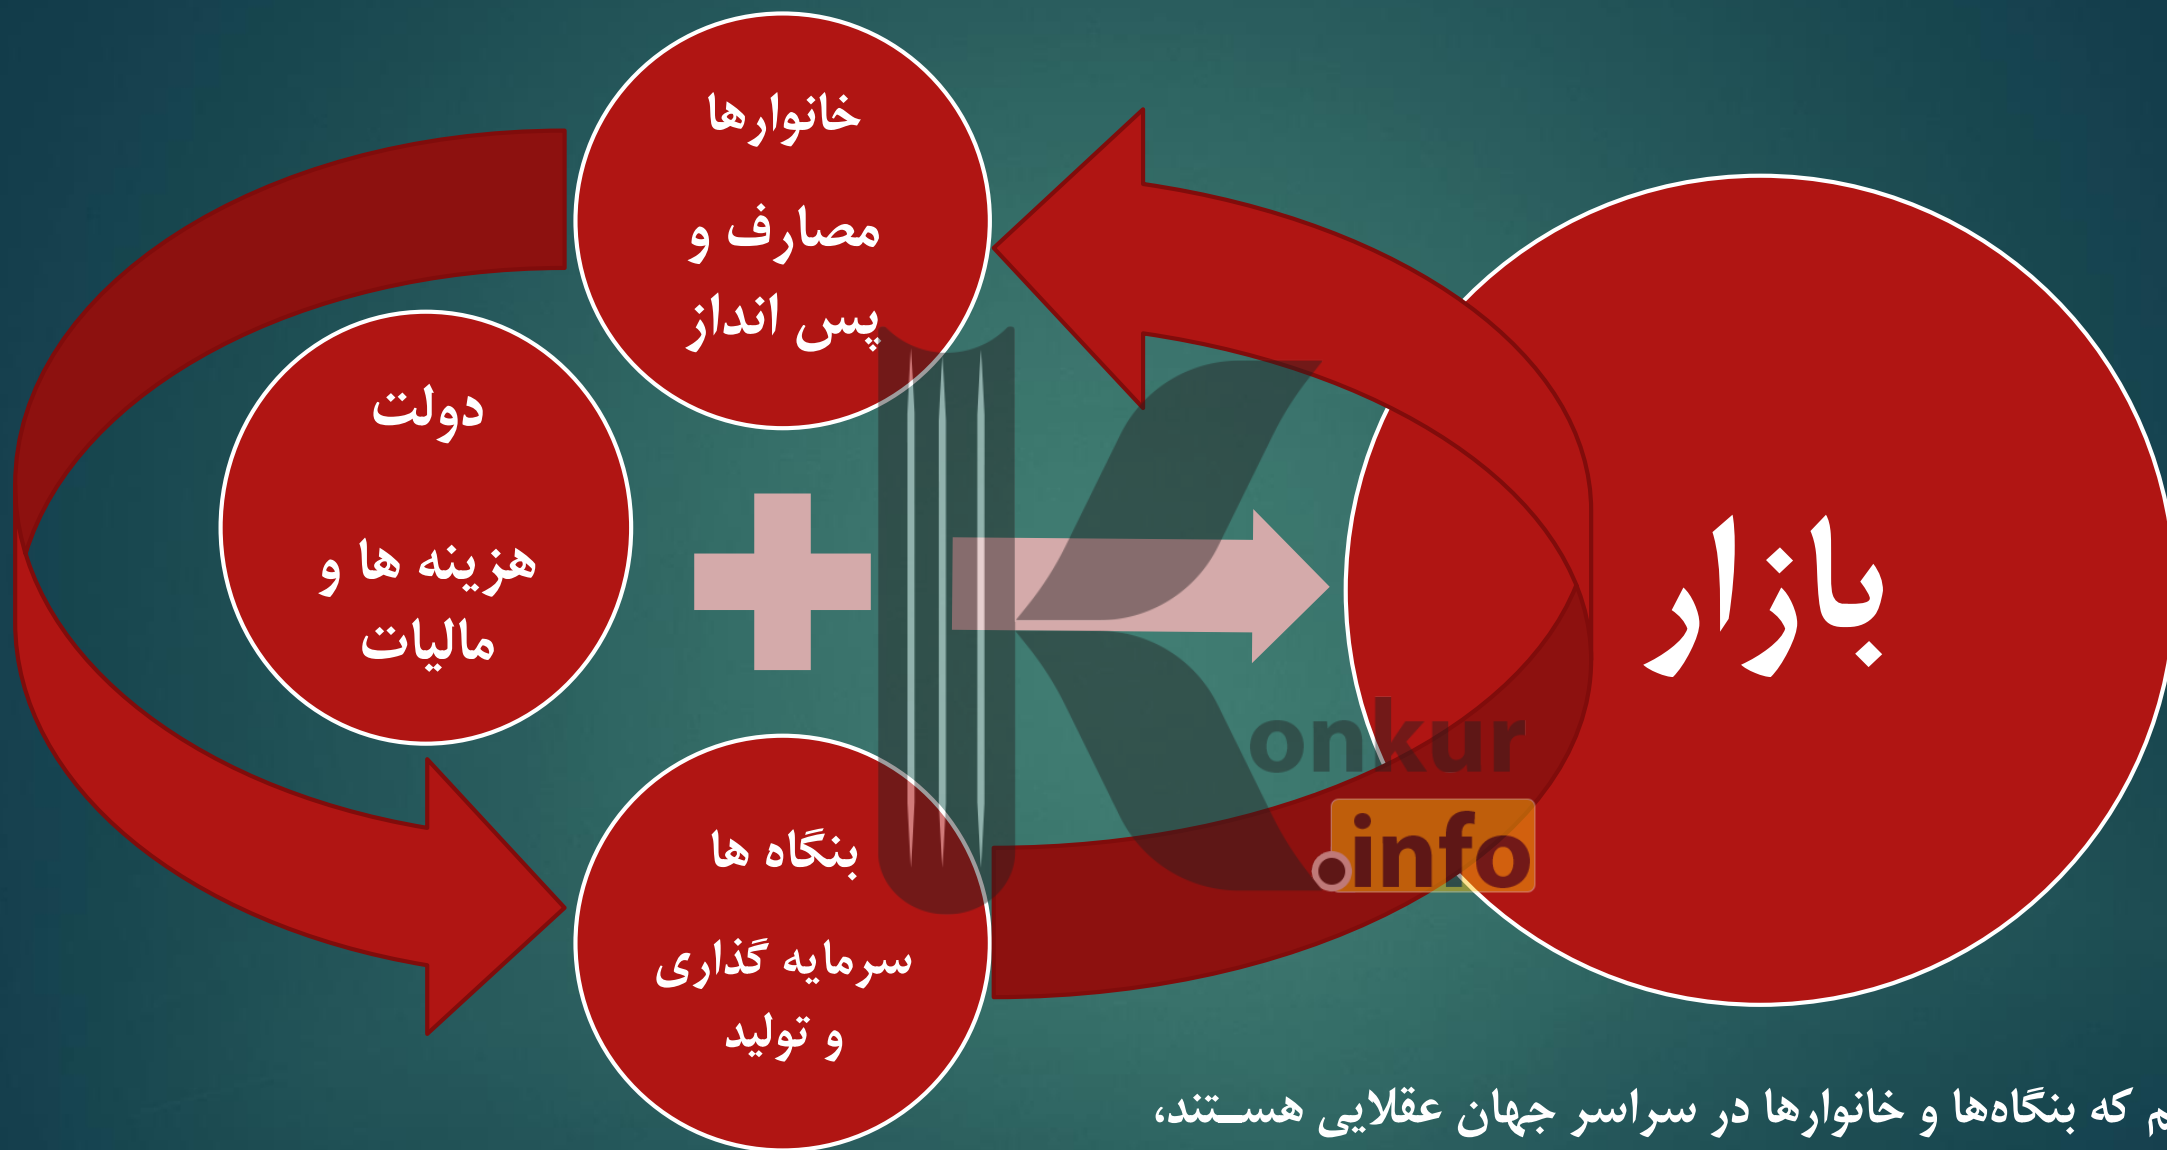 خانوارها
مصارف و
پس انداز
دولت
هزینه ها و
مالیات
بازار
بنگاه ها
سرمایه گذاری
و تولید
Konkur
.info
که بنگاه‌ها و خانوارها در سراسر جهان عقلایی هستند،